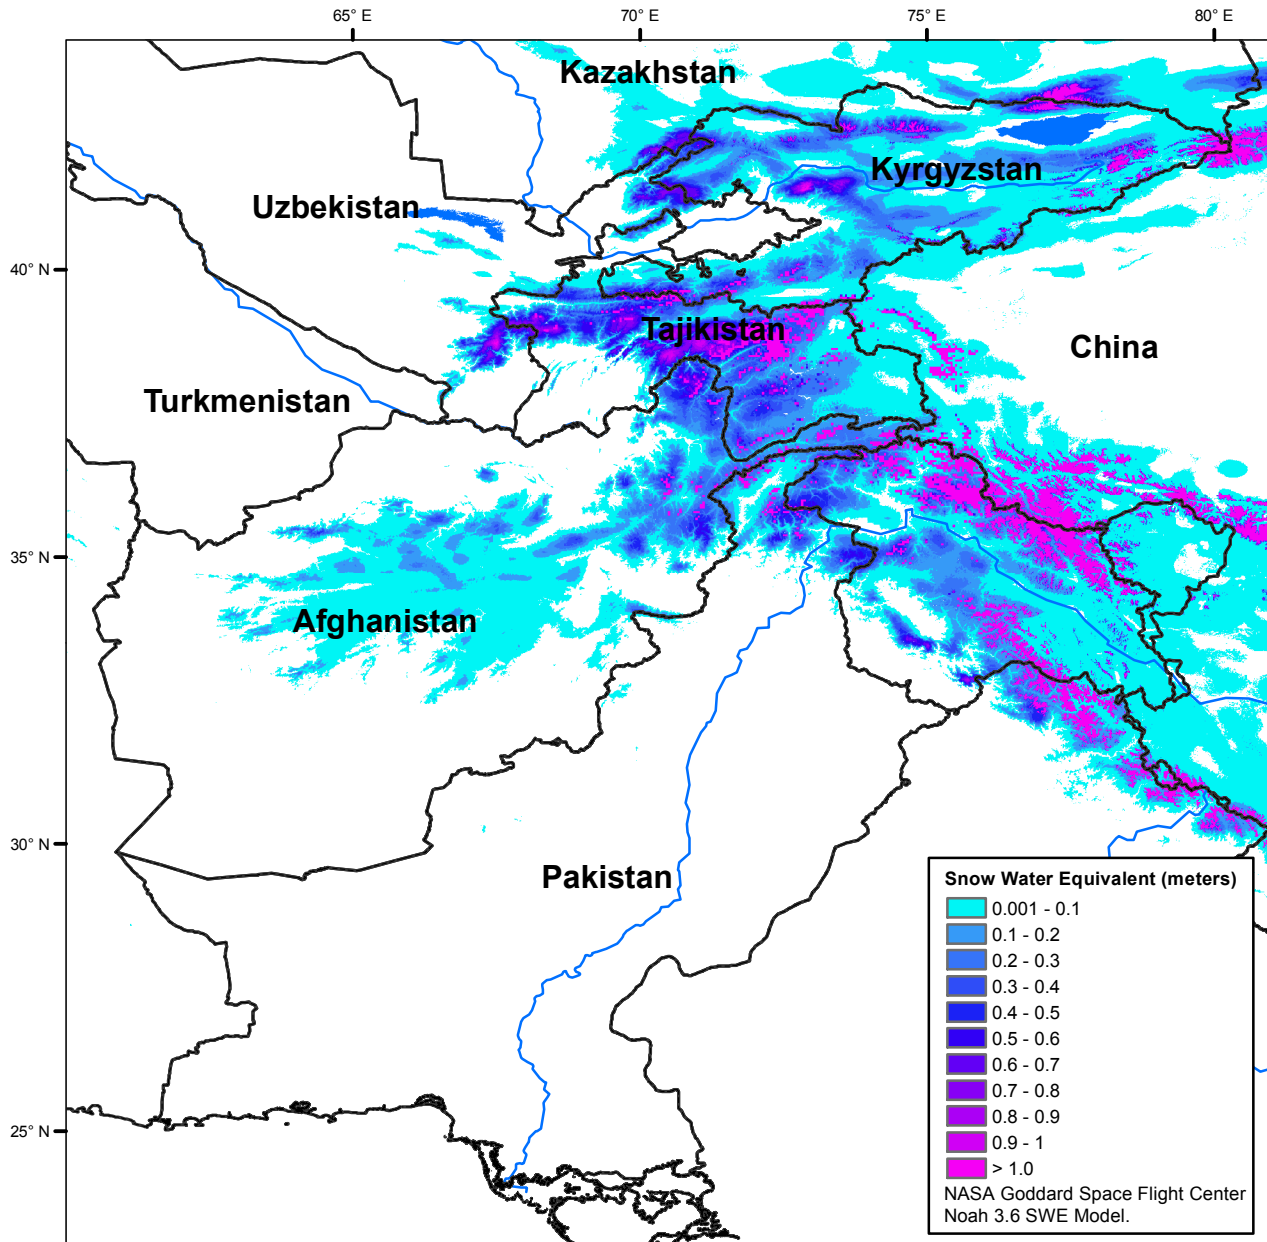 65° E
70° E
75° E
80° E
Kazakhstan
Kyrgyzstan
Uzbekistan
40° N
Tajikistan
China
Turkmenistan
35° N
Afghanistan
30° N
Pakistan
Snow Water Equivalent (meters)
0.001 - 0.1
0.1 - 0.2
0.2 - 0.3
0.3 - 0.4
0.4 - 0.5
0.5 - 0.6
0.6 - 0.7
0.7 - 0.8
0.8 - 0.9
0.9 - 1
> 1.0
NASA Goddard Space Flight Center
Noah 3.6 SWE Model.
25° N